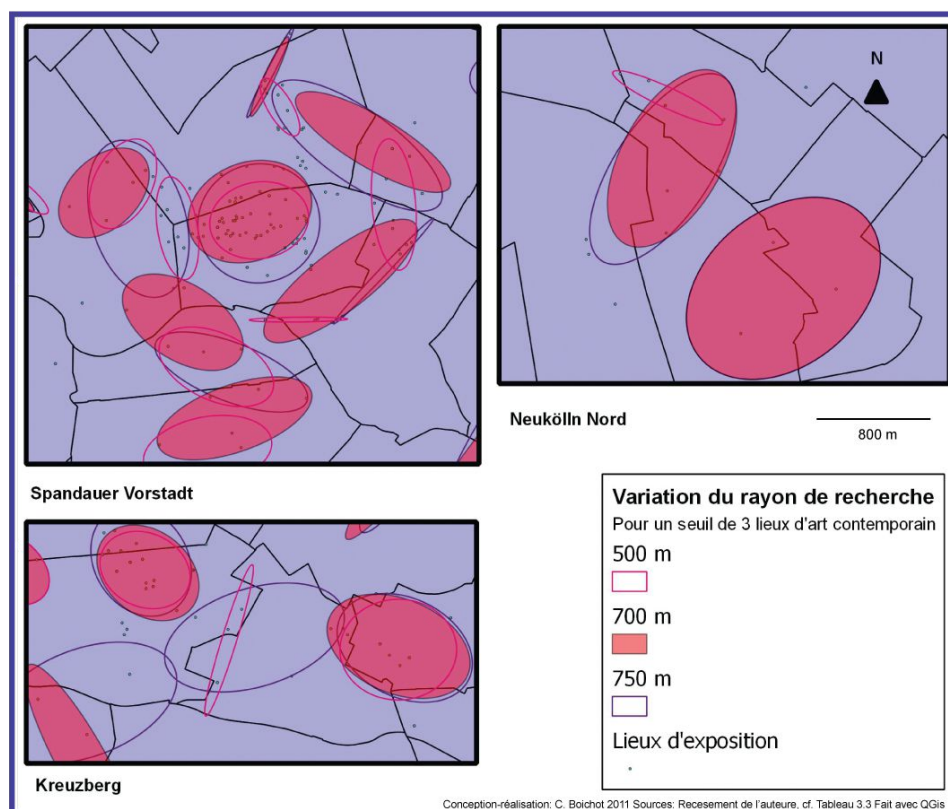 N
Neukölln Nord
800 m
Spandauer Vorstadt
Kreuzberg
Variation du rayon de recherche
Pour un seuil de 3 lieux d'art contemporain
500 m
700 m
750 m
Lieux d'exposition
Conception-réalisation: C. Boichot 2011 Sources: Recesement de l'auteure, cf. Tableau 3.3 Fait avec QGis